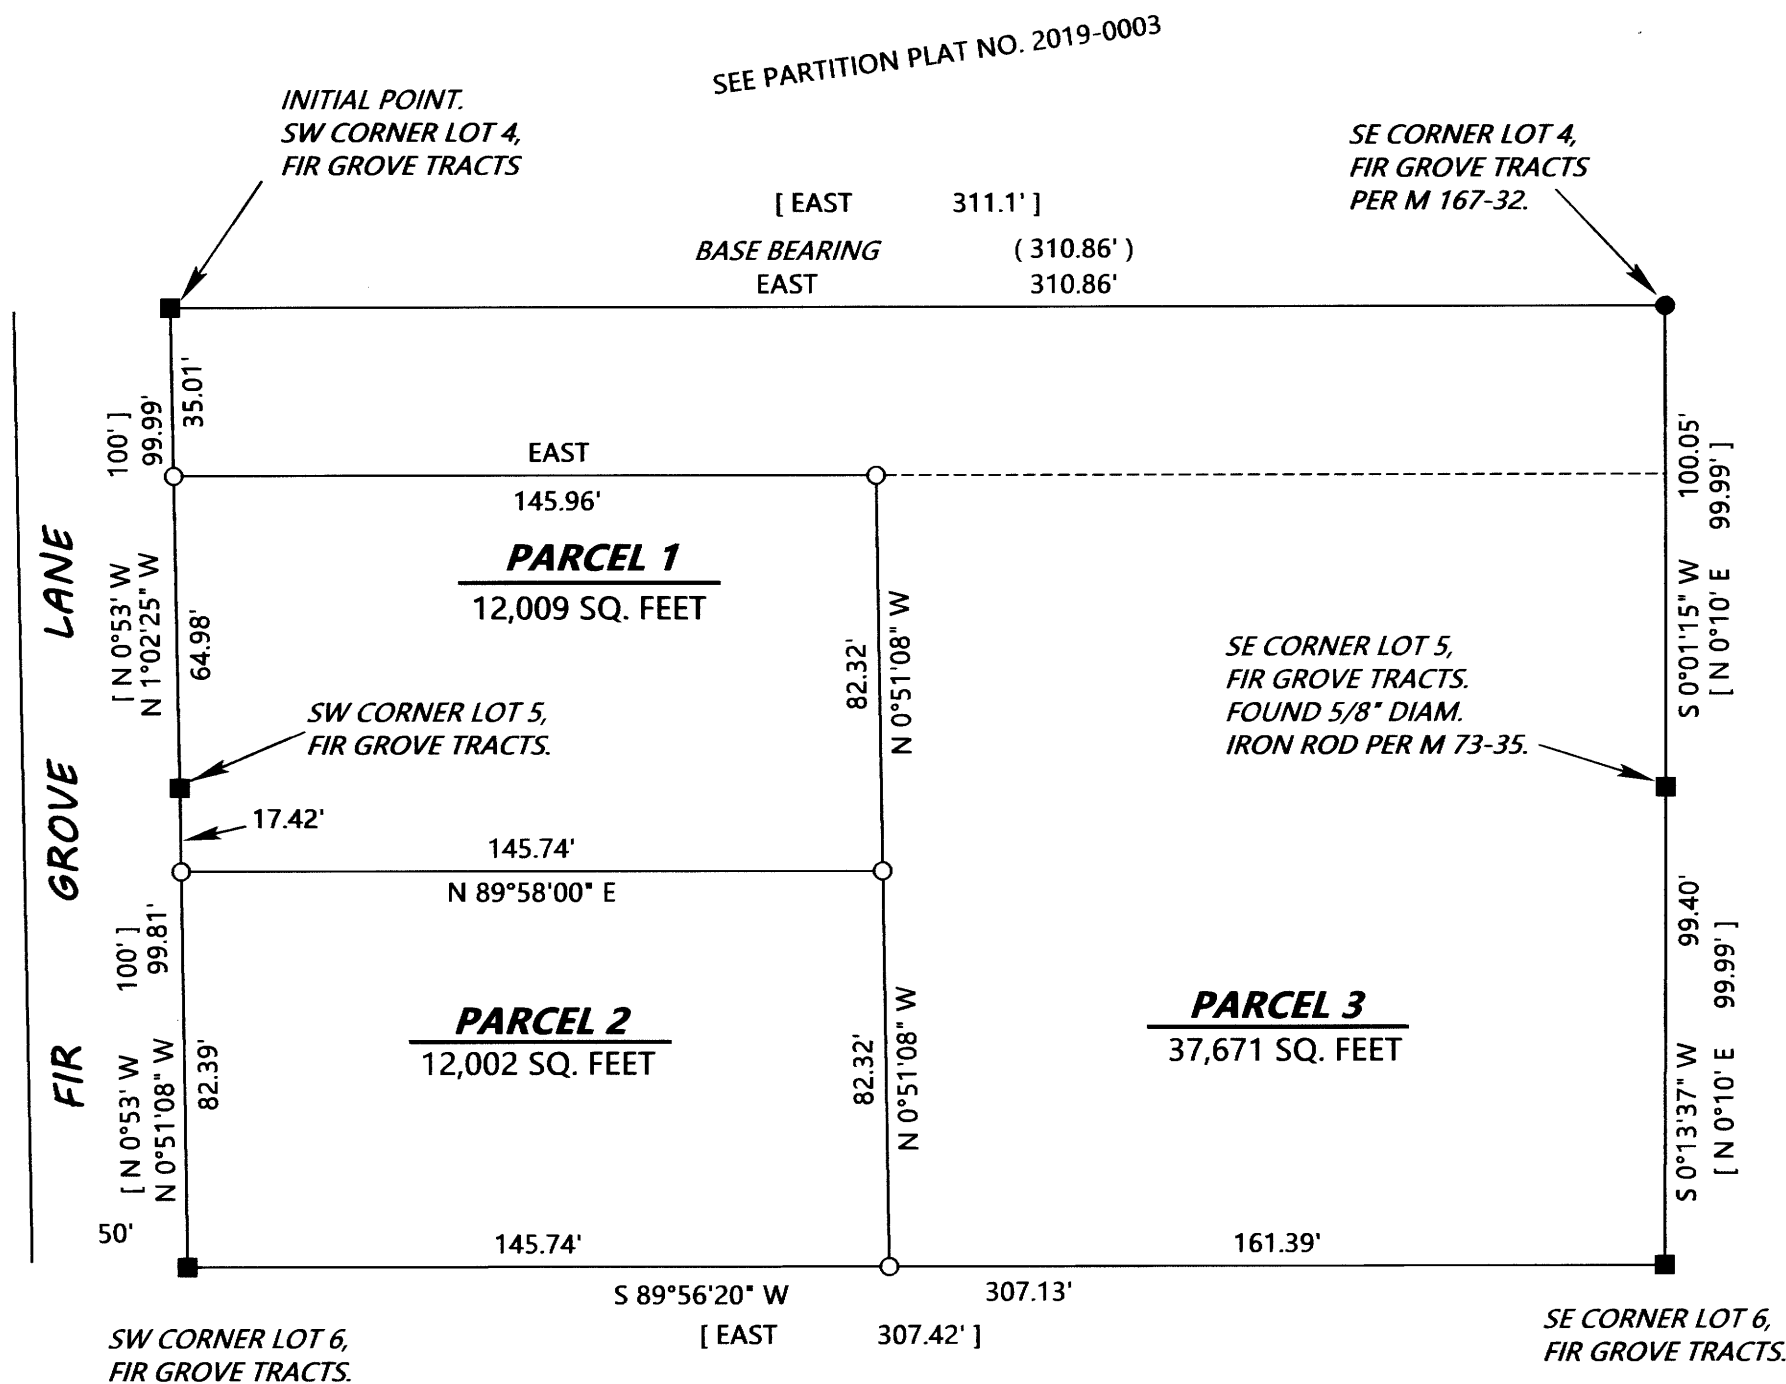 SEE PARTITION PLAT NO. 2019-0003
INITIAL POINT.
SW CORNER LOT 4,
FIR GROVE TRACTS
SE CORNER LOT 4,
FIR GROVE TRACTS
PER M 167-32.
[ EAST 311.1' ]
BASE BEARING ( 310.86' )
EAST 310.86'
35.01'
[ N 0°53' W 100' ]
N 1°02'25" W 99.99'
64.98'
EAST
145.96'
PARCEL 1
12,009 SQ. FEET
82.32'
N 0°51'08" W
S 0°01'15" W 100.05'
[ N 0°10' E 99.99' ]
SE CORNER LOT 5,
FIR GROVE TRACTS.
FOUND 5/8" DIAM.
IRON ROD PER M 73-35.
SW CORNER LOT 5,
FIR GROVE TRACTS.
17.42'
145.74'
N 89°58'00" E
FIR GROVE LANE
[ N 0°53' W 100' ]
N 0°51'08" W 99.81'
82.39'
PARCEL 2
12,002 SQ. FEET
82.32'
N 0°51'08" W
PARCEL 3
37,671 SQ. FEET
S 0°13'37" W 99.40'
[ N 0°10' E 99.99' ]
50'
145.74'
161.39'
S 89°56'20" W 307.13'
[ EAST 307.42' ]
SW CORNER LOT 6,
FIR GROVE TRACTS.
SE CORNER LOT 6,
FIR GROVE TRACTS.